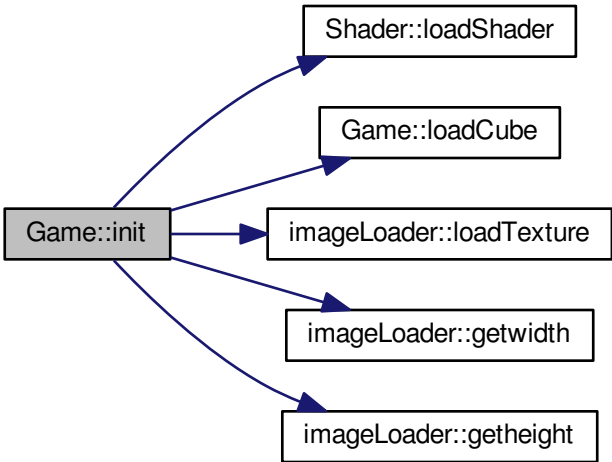 Shader::loadShader
Game::loadCube
Game::init
imageLoader::loadTexture
imageLoader::getwidth
imageLoader::getheight